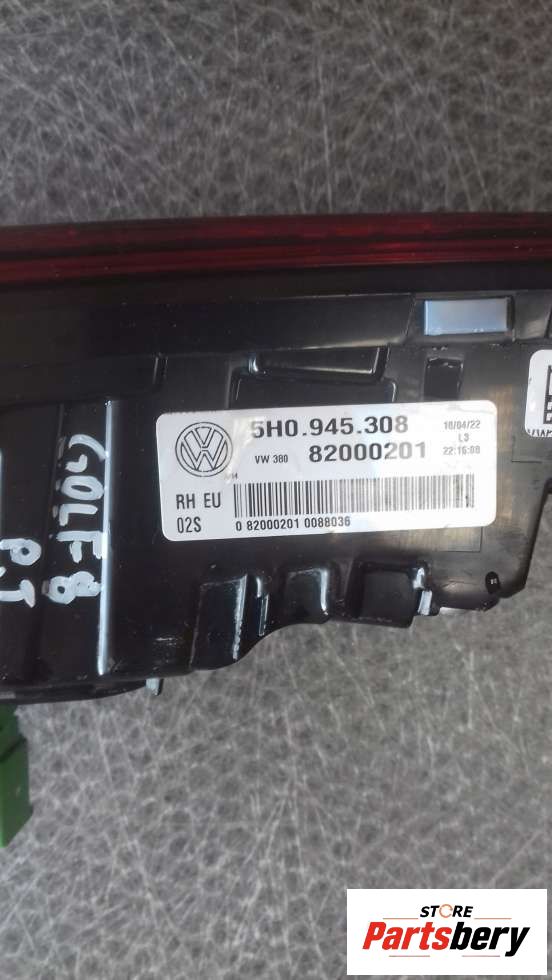 5H0.945.308
18/04/22
L3
VW 380
82000201
22:16:08
RH EU
02S
0 82000201 0088036
GOLF 8
STORE
Partsbery